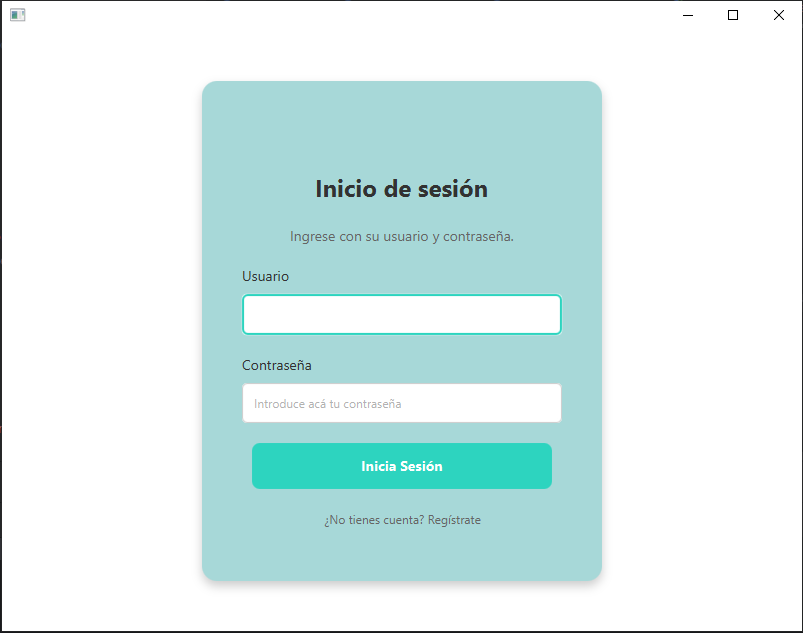 Inicio de sesión
Ingrese con su usuario y contraseña.
Usuario
Contraseña
Introduce acá tu contraseña
Inicia Sesión
¿No tienes cuenta? Regístrate